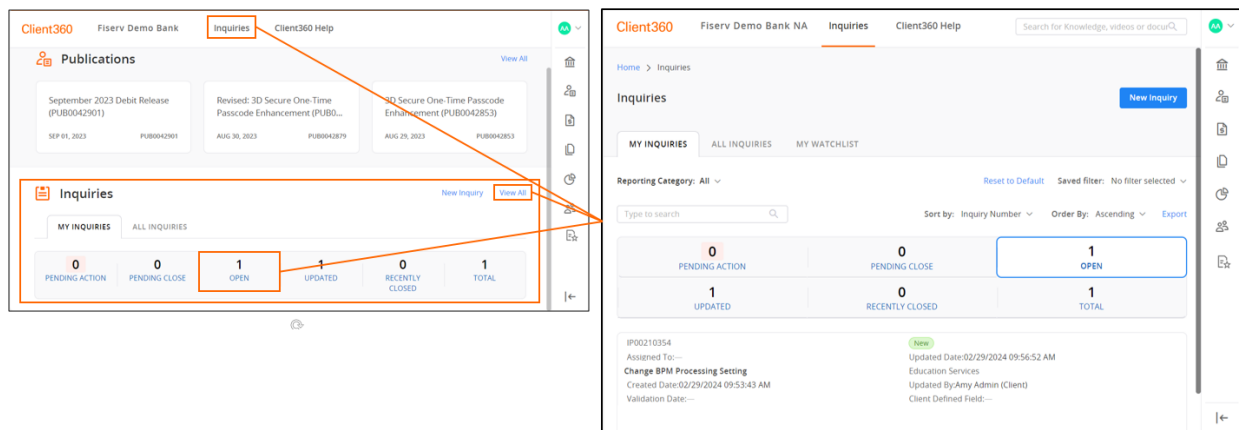 Client360 Fiserv Demo Bank Inquiries Client360 Help AA
Publications View All
September 2023 Debit Release
(PUB0042901)
SEP 01, 2023 PUB0042901
Revised: 3D Secure One-Time
Passcode Enhancement (PUB0...
AUG 30, 2023 PUB0042879
3D Secure One-Time Passcode
Enhancement (PUB0042853)
AUG 29, 2023 PUB0042853
Inquiries New Inquiry View All
MY INQUIRIES ALL INQUIRIES
0 0 1 1 0 1
PENDING ACTION PENDING CLOSE OPEN UPDATED RECENTLY CLOSED TOTAL
Client360 Fiserv Demo Bank NA Inquiries Client360 Help Search for Knowledge, videos or docum AA
Home > Inquiries
Inquiries New Inquiry
MY INQUIRIES ALL INQUIRIES MY WATCHLIST
Reporting Category: All Reset to Default Saved filter: No filter selected
Type to search Sort by: Inquiry Number Order By: Ascending Export
0 0 1
PENDING ACTION PENDING CLOSE OPEN
1 0 1
UPDATED RECENTLY CLOSED TOTAL
IP00210354 New
Assigned To:-- Updated Date:02/29/2024 09:56:52 AM
Change BPM Processing Setting Education Services
Created Date:02/29/2024 09:53:43 AM Updated By:Amy Admin (Client)
Validation Date:-- Client Defined Field:--